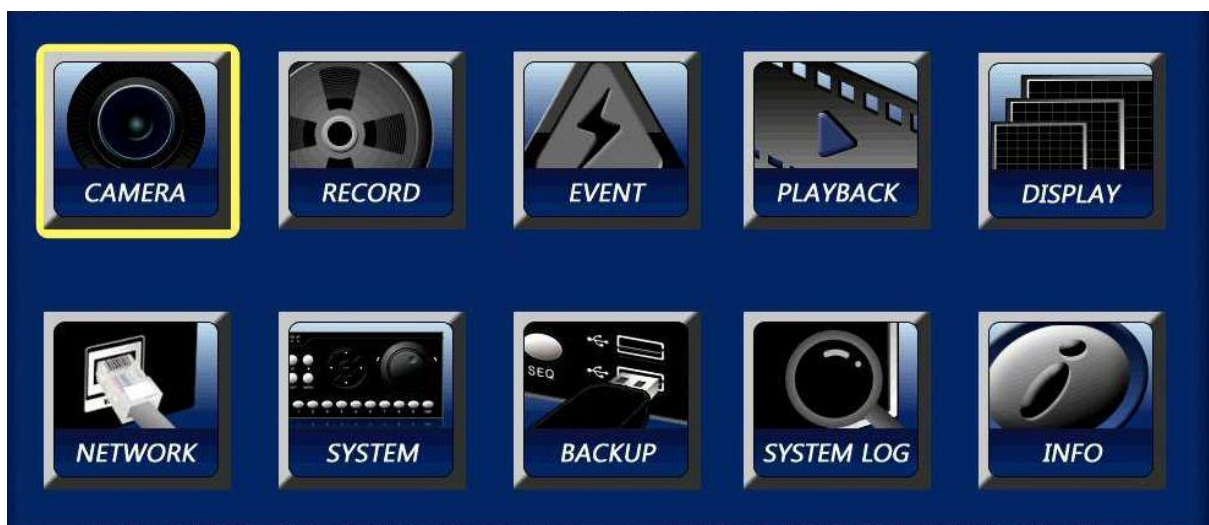 CAMERA
RECORD
EVENT
PLAYBACK
DISPLAY
NETWORK
SYSTEM
SEQ
BACKUP
SYSTEM LOG
INFO